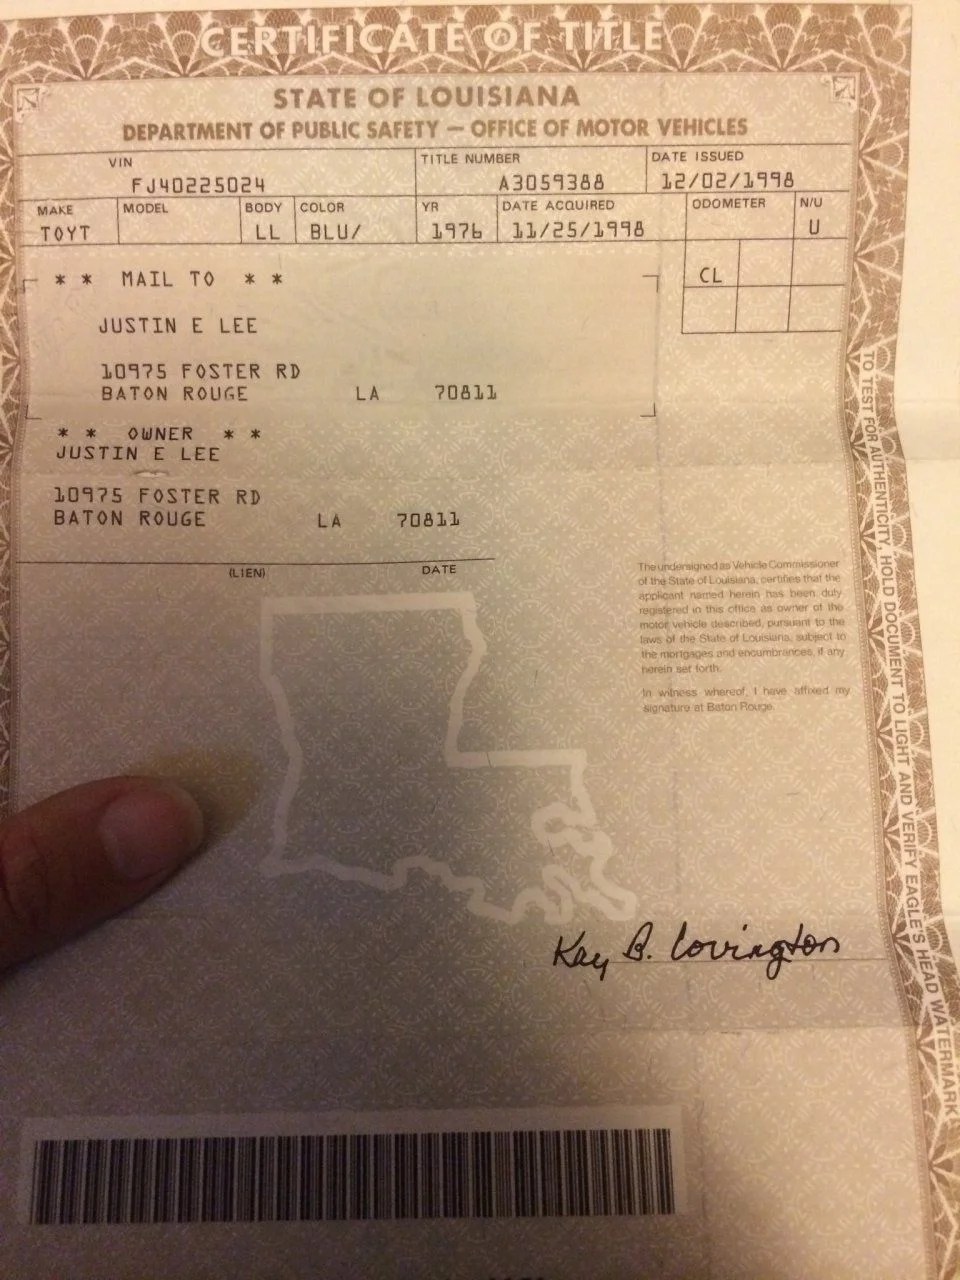 CERTIFICATE OF TITLE
STATE OF LOUISIANA
DEPARTMENT OF PUBLIC SAFETY — OFFICE OF MOTOR VEHICLES
VIN TITLE NUMBER DATE ISSUED
FJ40225024 A3059388 12/02/1998
MAKE MODEL BODY COLOR YR DATE ACQUIRED ODOMETER N/U
TOYT LL BLU/ 1976 11/25/1998 U
CL
* * MAIL TO * *
JUSTIN E LEE
10975 FOSTER RD
BATON ROUGE LA 70811
* * OWNER * *
JUSTIN E LEE
10975 FOSTER RD
BATON ROUGE LA 70811
(LIEN) DATE
The undersigned as Vehicle Commissioner
of the State of Louisiana, certifies that the
applicant named herein has been duly
registered in this office as owner of the
motor vehicle described, pursuant to the
laws of the State of Louisiana, subject to
the mortgages and encumbrances, if any
herein set forth.
In witness whereof, I have affixed my
signature at Baton Rouge.
Kay B. Covington
TO TEST FOR AUTHENTICITY, HOLD DOCUMENT TO LIGHT AND VERIFY EAGLE'S HEAD WATERMARK